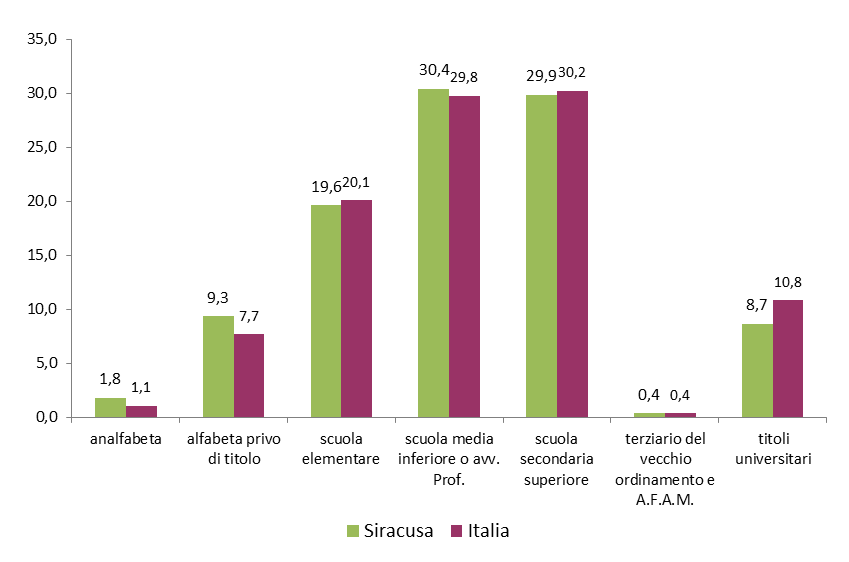 35,0
30,0
25,0
20,0
15,0
10,0
5,0
0,0
1,8
1,1
9,3
7,7
19,6
20,1
30,4
29,8
29,9
30,2
0,4
0,4
8,7
10,8
analfabeta
alfabeta privo
di titolo
scuola
elementare
scuola media
inferiore o avv.
Prof.
scuola
secondaria
superiore
terziario del
vecchio
ordinamento e
A.F.A.M.
titoli
universitari
Siracusa
Italia